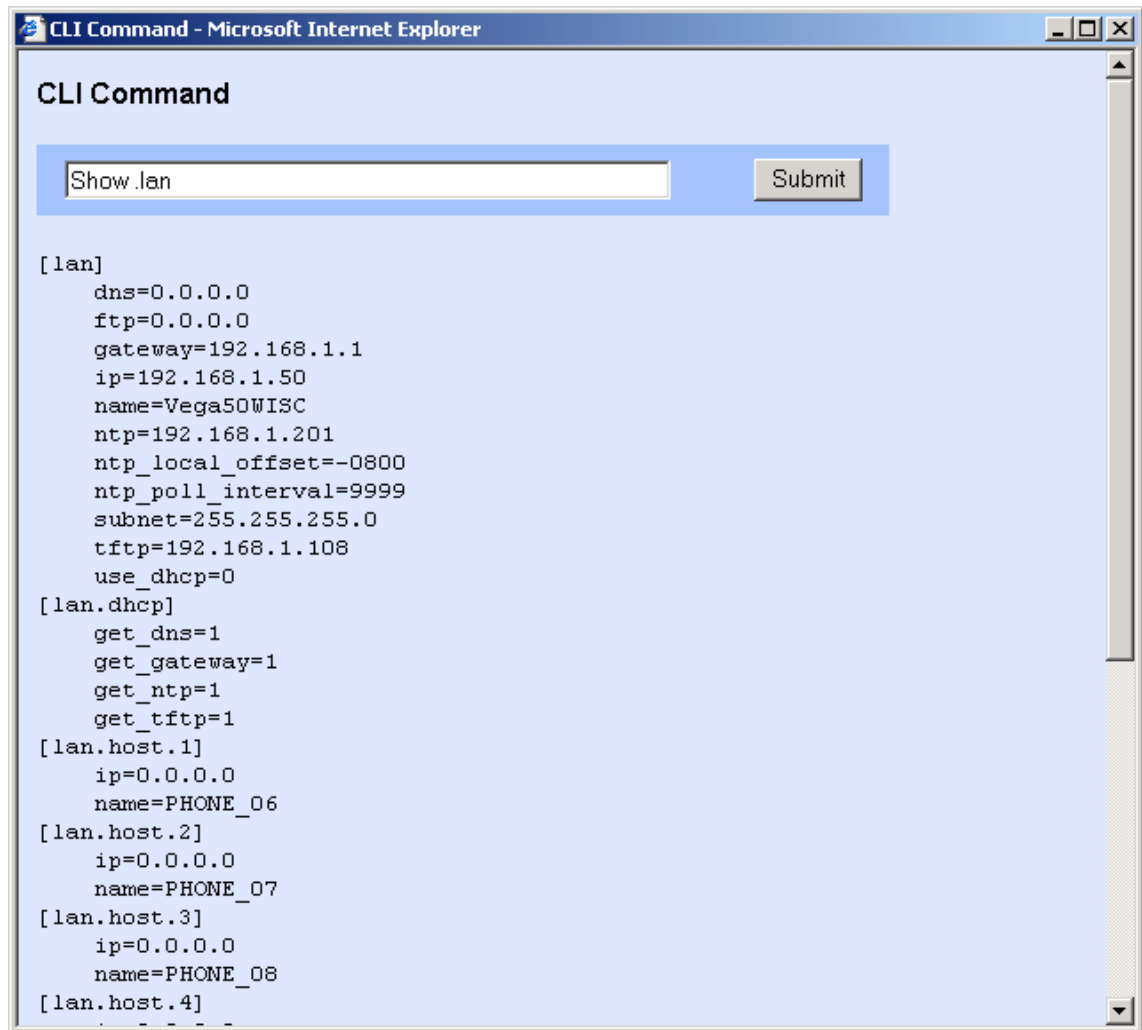 CLI Command - Microsoft Internet Explorer
CLI Command
Show .lan
Submit
[lan]
dns=0.0.0.0
ftp=0.0.0.0
gateway=192.168.1.1
ip=192.168.1.50
name=Vega50WISC
ntp=192.168.1.201
ntp_local_offset=-0800
ntp_poll_interval=9999
subnet=255.255.255.0
tftp=192.168.1.108
use_dhcp=0
[lan.dhcp]
get_dns=1
get_gateway=1
get_ntp=1
get_tftp=1
[lan.host.1]
ip=0.0.0.0
name=PHONE_06
[lan.host.2]
ip=0.0.0.0
name=PHONE_07
[lan.host.3]
ip=0.0.0.0
name=PHONE_08
[lan.host.4]